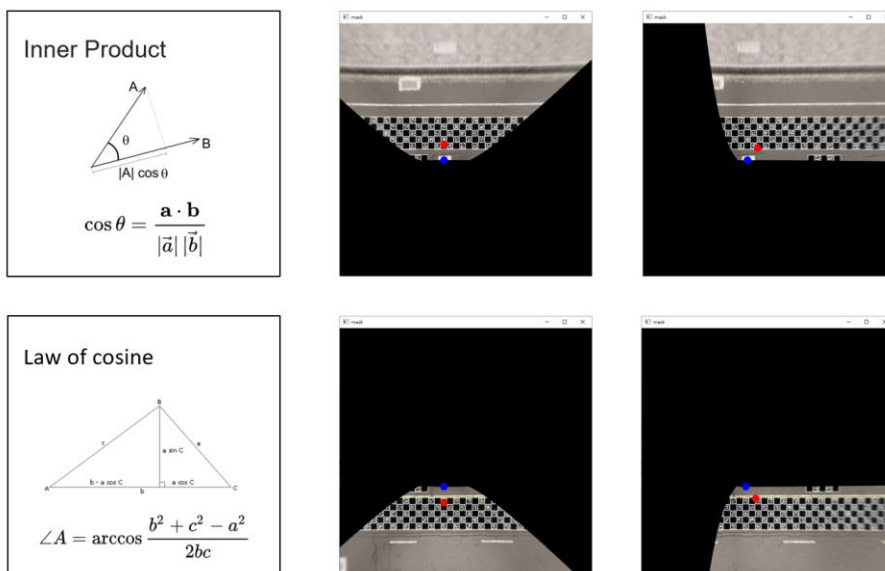 Inner Product
A
θ
B
|A| cos θ
cos θ = a · b / |a⃗| |b⃗|
mask
mask
Law of cosine
B
c
a sin C
a
A
b - a cos C
a cos C
C
b
∠A = arccos b² + c² − a² / 2bc
mask
mask